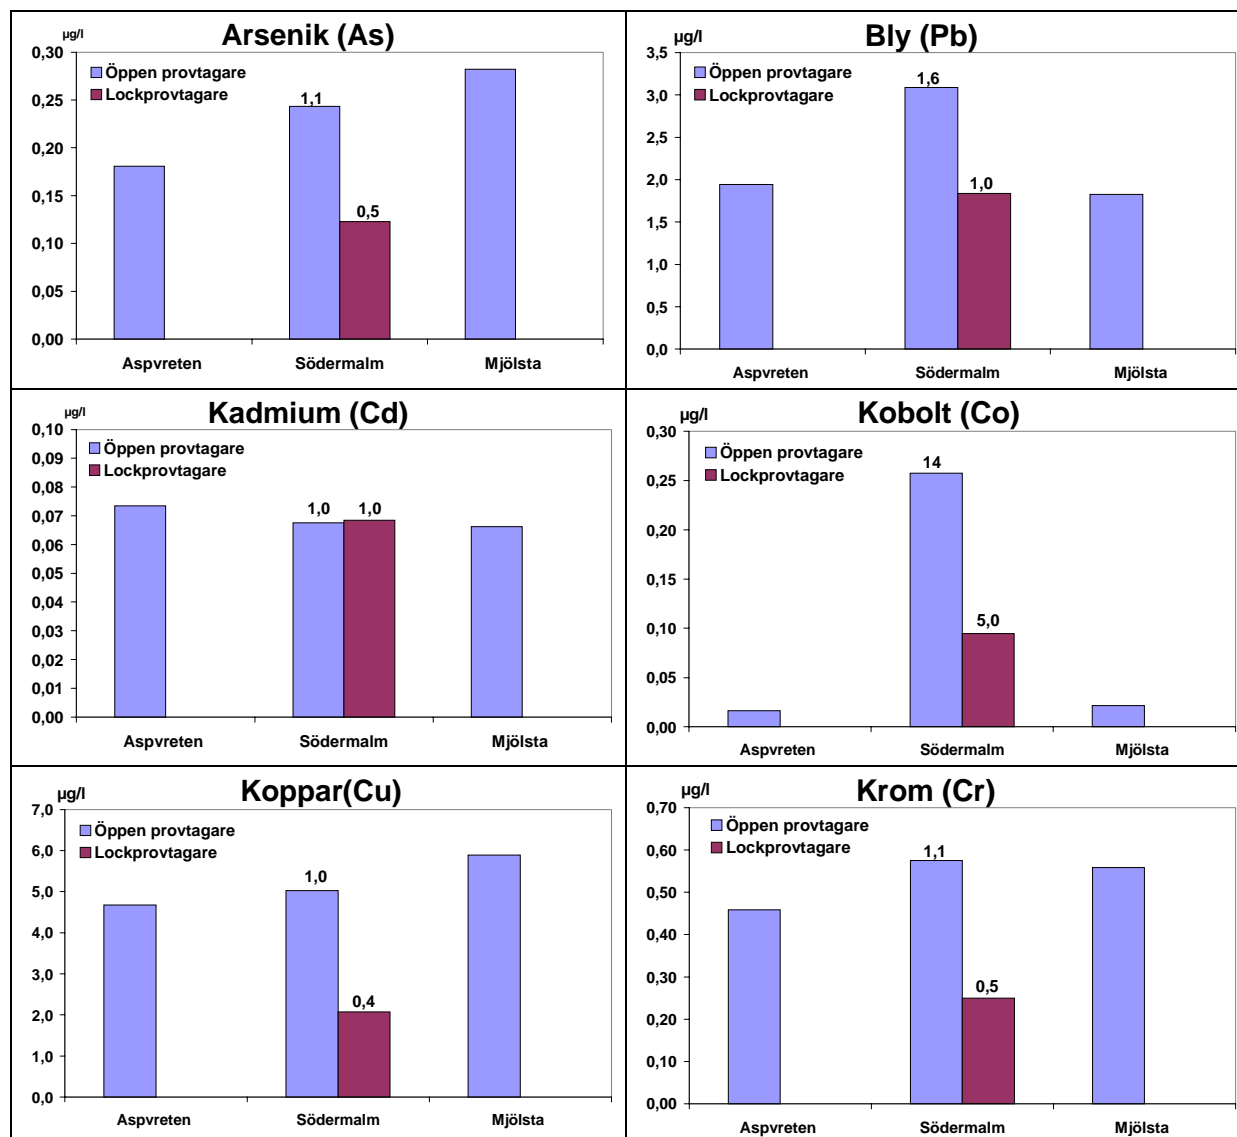 Arsenik (As)
µg/l
0,30
0,25
0,20
0,15
0,10
0,05
0,00
Öppen provtagare
Lockprovtagare
1,1
0,5
Aspvreten Södermalm Mjölsta
Bly (Pb)
µg/l
3,5
3,0
2,5
2,0
1,5
1,0
0,5
0,0
Öppen provtagare
Lockprovtagare
1,6
1,0
Aspvreten Södermalm Mjölsta
Kadmium (Cd)
µg/l
0,10
0,09
0,08
0,07
0,06
0,05
0,04
0,03
0,02
0,01
0,00
Öppen provtagare
Lockprovtagare
1,0 1,0
Aspvreten Södermalm Mjölsta
Kobolt (Co)
0,30
0,25
0,20
0,15
0,10
0,05
0,00
Öppen provtagare
Lockprovtagare
14
5,0
Aspvreten Södermalm Mjölsta
Koppar(Cu)
µg/l
7,0
6,0
5,0
4,0
3,0
2,0
1,0
0,0
Öppen provtagare
Lockprovtagare
1,0
0,4
Aspvreten Södermalm Mjölsta
Krom (Cr)
µg/l
0,70
0,60
0,50
0,40
0,30
0,20
0,10
0,00
Öppen provtagare
Lockprovtagare
1,1
0,5
Aspvreten Södermalm Mjölsta